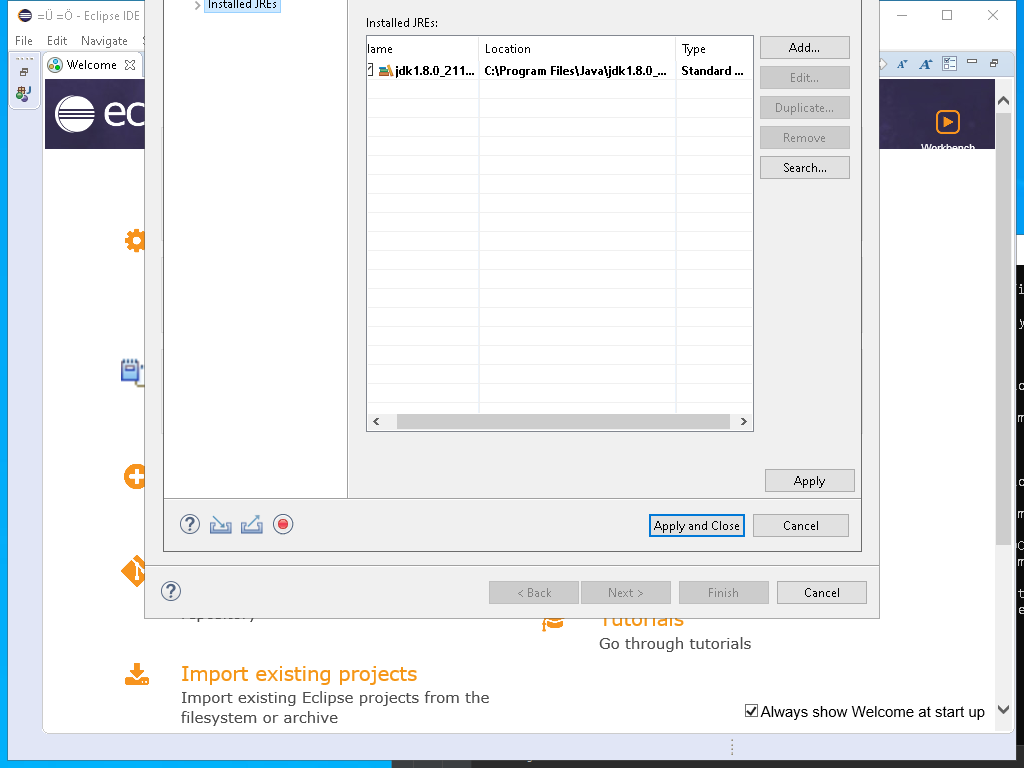 =Ü =Ö - Eclipse IDE
Installed JREs
File Edit Navigate
Installed JREs:
Welcome
lame Location Type
Add...
jdk1.8.0_211... C:\Program Files\Java\jdk1.8.0_... Standard ...
Edit...
Duplicate...
Remove
Search...
ec
Workbench
Apply
Apply and Close Cancel
< Back Next > Finish Cancel
repository
Tutorials
Go through tutorials
Import existing projects
Import existing Eclipse projects from the
filesystem or archive
Always show Welcome at start up